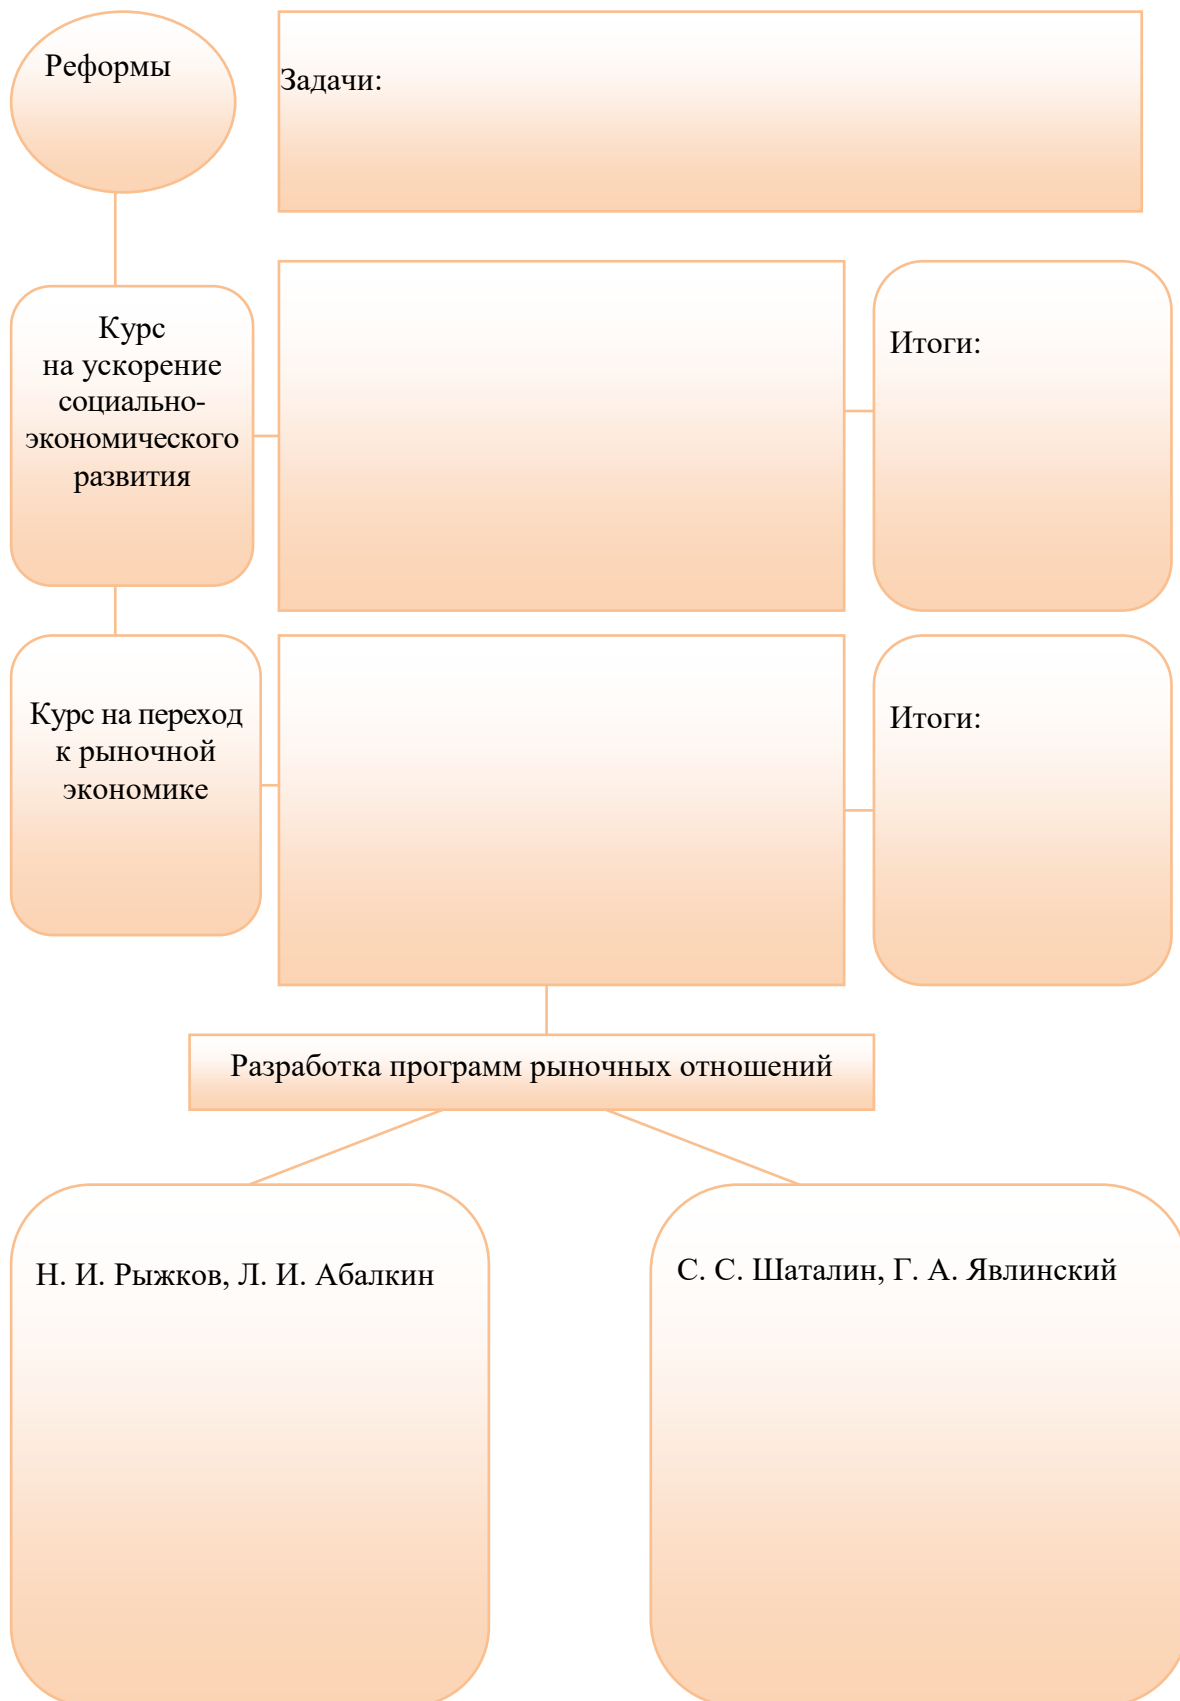 Реформы
Задачи:
Курс
на ускорение
социально-
экономического
развития
Итоги:
Курс на переход
к рыночной
экономике
Итоги:
Разработка программ рыночных отношений
Н. И. Рыжков, Л. И. Абалкин
С. С. Шаталин, Г. А. Явлинский